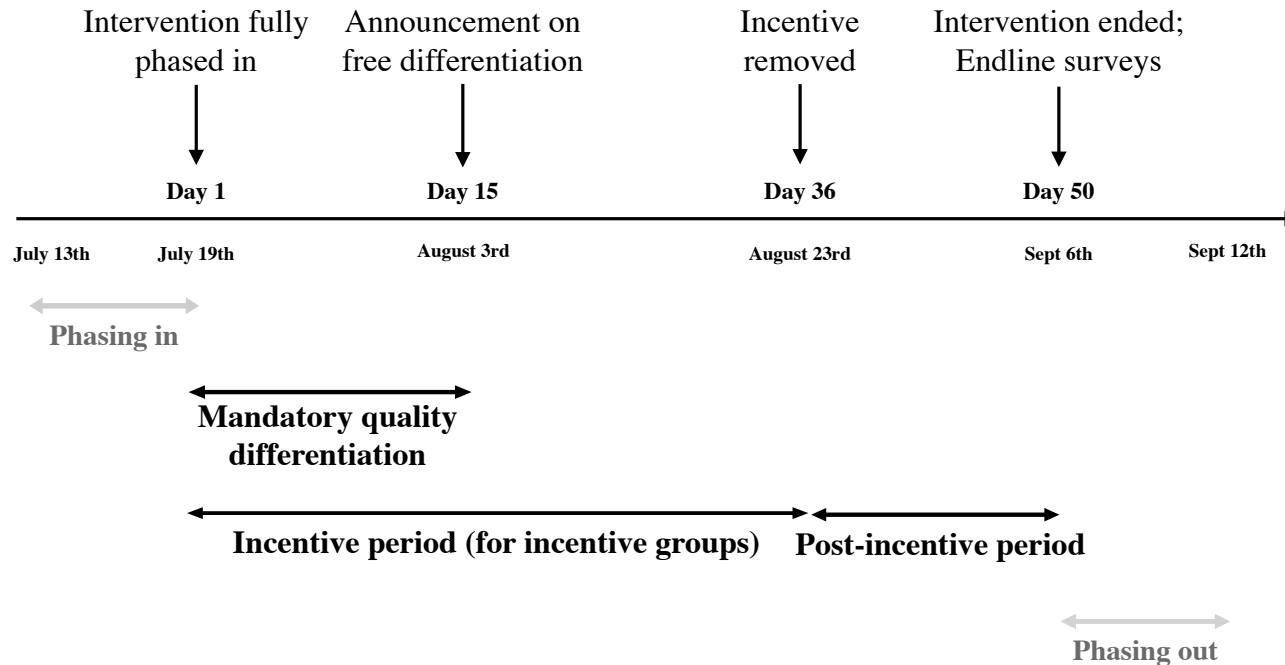 Intervention fully
phased in
Announcement on
free differentiation
Incentive
removed
Intervention ended;
Endline surveys
Day 1
Day 15
Day 36
Day 50
July 13th
July 19th
August 3rd
August 23rd
Sept 6th
Sept 12th
Phasing in
Mandatory quality
differentiation
Incentive period (for incentive groups)
Post-incentive period
Phasing out